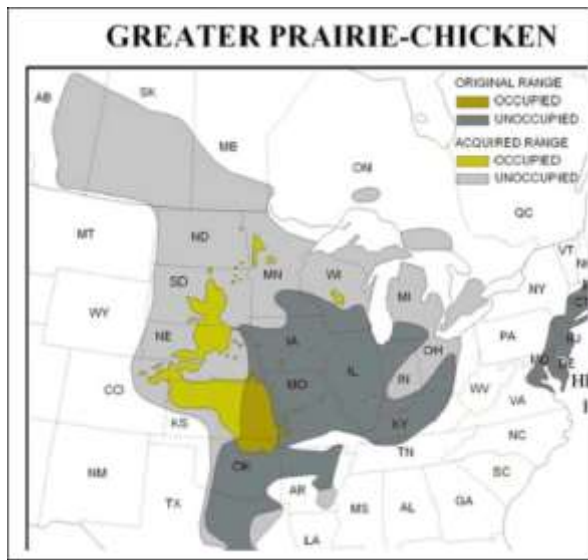 GREATER PRAIRIE-CHICKEN
ORIGINAL RANGE
OCCUPIED
UNOCCUPIED
ACQUIRED RANGE
OCCUPIED
UNOCCUPIED
AB
SK
MB
ON
QC
MT
ND
MN
WI
MI
VT
NY
SD
WY
NE
IA
IL
IN
OH
PA
NJ
MD
DE
CO
KS
MO
KY
WV
VA
NM
OK
TX
AR
TN
NC
SC
MS
AL
GA
LA